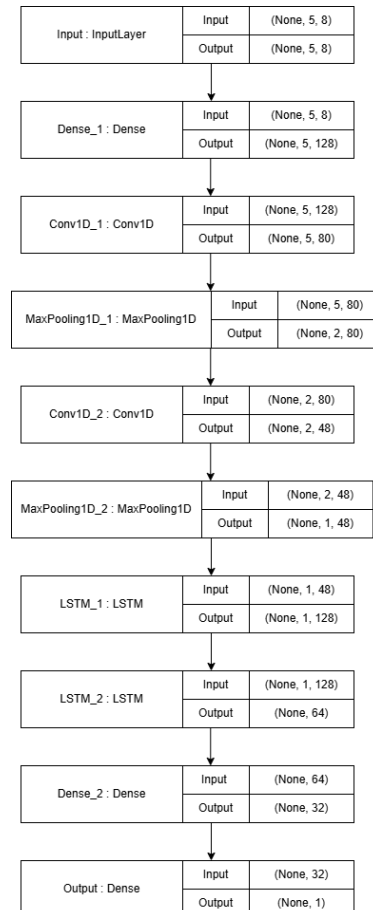 Input : InputLayer
Input (None, 5, 8)
Output (None, 5, 8)
Dense_1 : Dense
Input (None, 5, 8)
Output (None, 5, 128)
Conv1D_1 : Conv1D
Input (None, 5, 128)
Output (None, 5, 80)
MaxPooling1D_1 : MaxPooling1D
Input (None, 5, 80)
Output (None, 2, 80)
Conv1D_2 : Conv1D
Input (None, 2, 80)
Output (None, 2, 48)
MaxPooling1D_2 : MaxPooling1D
Input (None, 2, 48)
Output (None, 1, 48)
LSTM_1 : LSTM
Input (None, 1, 48)
Output (None, 1, 128)
LSTM_2 : LSTM
Input (None, 1, 128)
Output (None, 64)
Dense_2 : Dense
Input (None, 64)
Output (None, 32)
Output : Dense
Input (None, 32)
Output (None, 1)